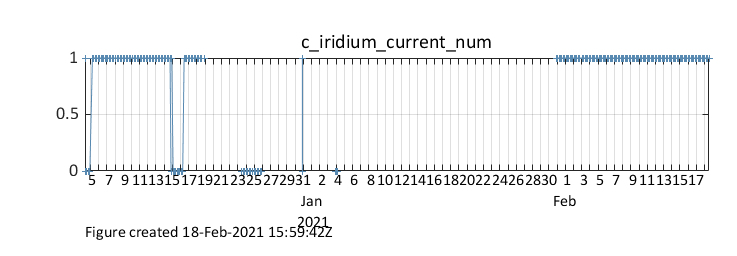 c_iridium_current_num
1
0.5
0
5 7 9 11 13 15 17 19 21 23 25 27 29 31 2 4 6 8 10 12 14 16 18 20 22 24 26 28 30 1 3 5 7 9 11 13 15 17
Jan Feb
2021
Figure created 18-Feb-2021 15:59:42Z